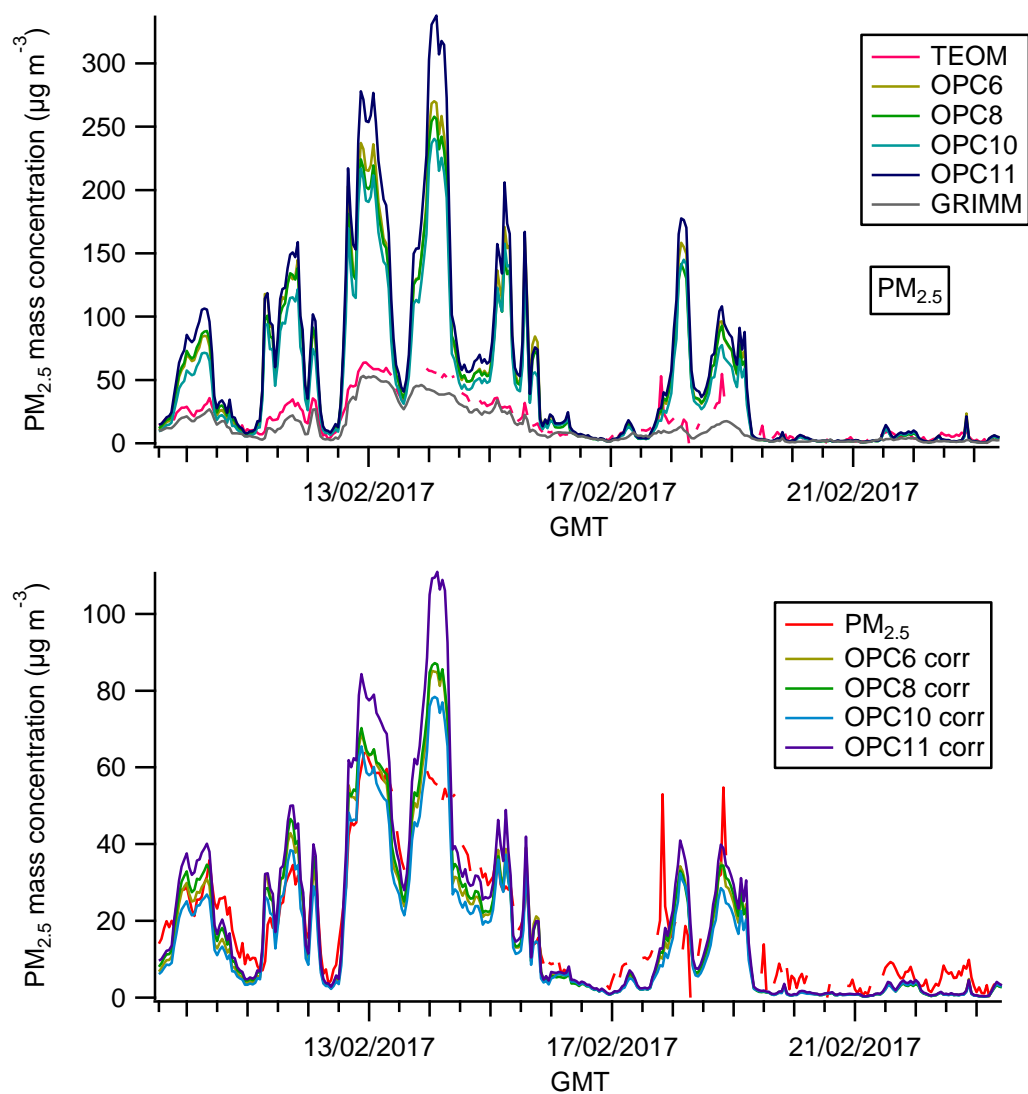 PM2.5 mass concentration (µg m-3)
300
250
200
150
100
50
0
TEOM
OPC6
OPC8
OPC10
OPC11
GRIMM
PM2.5
13/02/2017
17/02/2017
21/02/2017
GMT
PM2.5 mass concentration (µg m-3)
100
80
60
40
20
0
PM2.5
OPC6 corr
OPC8 corr
OPC10 corr
OPC11 corr
13/02/2017
17/02/2017
21/02/2017
GMT